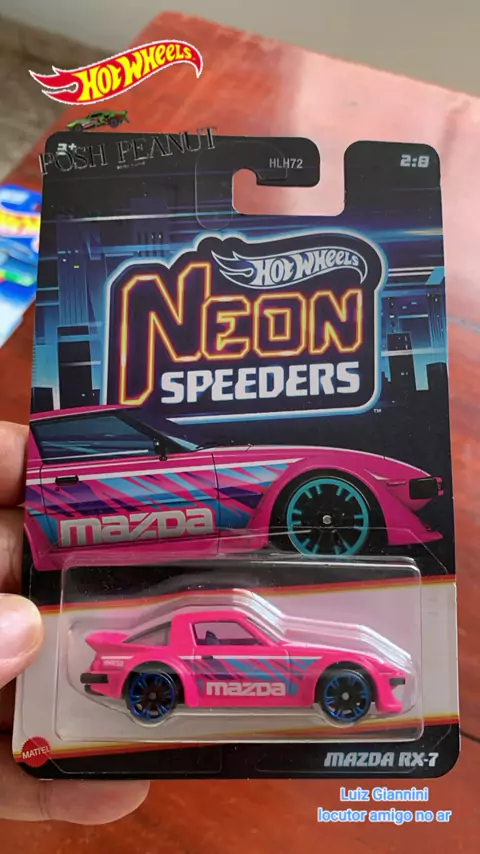 Hot Wheels
POSH PEANUT
3+
HLH72
2:8
Hot Wheels
NEON
SPEEDERS
™
mazda
mazda
MATTEL
MAZDA RX-7
Luiz Giannini
locutor amigo no ar